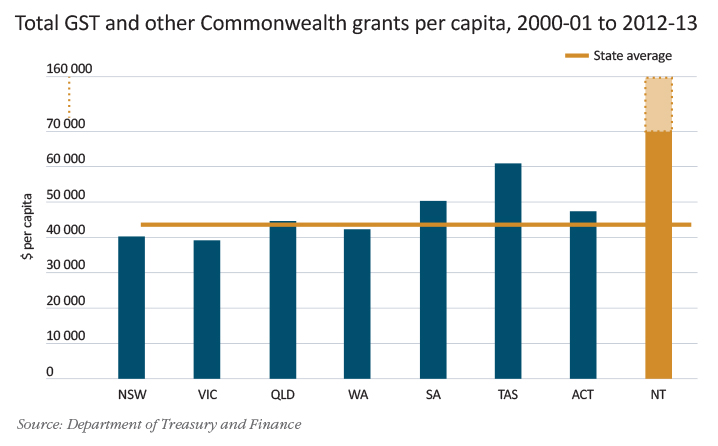 Total GST and other Commonwealth grants per capita, 2000-01 to 2012-13
State average
160 000
70 000
60 000
50 000
40 000
30 000
20 000
10 000
0
$ per capita
NSW VIC QLD WA SA TAS ACT NT
Source: Department of Treasury and Finance